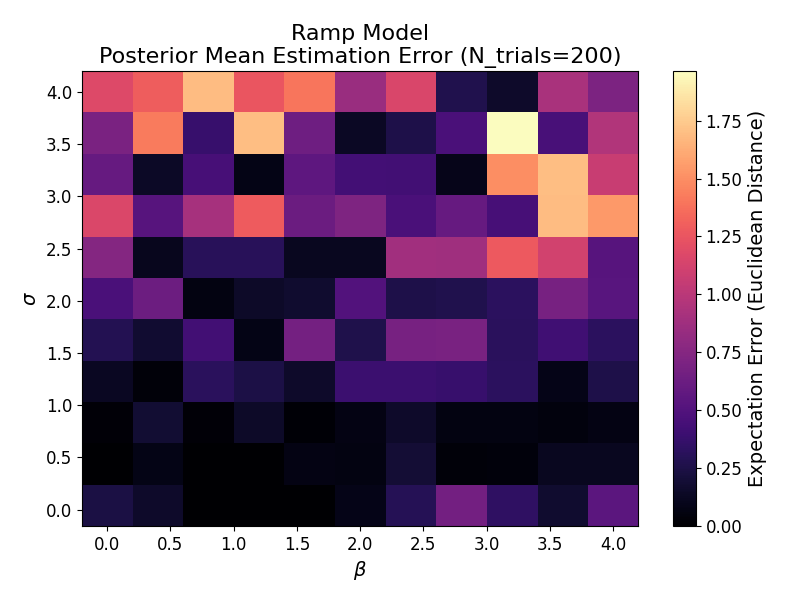 Ramp Model
Posterior Mean Estimation Error (N_trials=200)
4.0
3.5
3.0
2.5
2.0
1.5
1.0
0.5
0.0
σ
0.0 0.5 1.0 1.5 2.0 2.5 3.0 3.5 4.0
β
1.75
1.50
1.25
1.00
0.75
0.50
0.25
0.00
Expectation Error (Euclidean Distance)